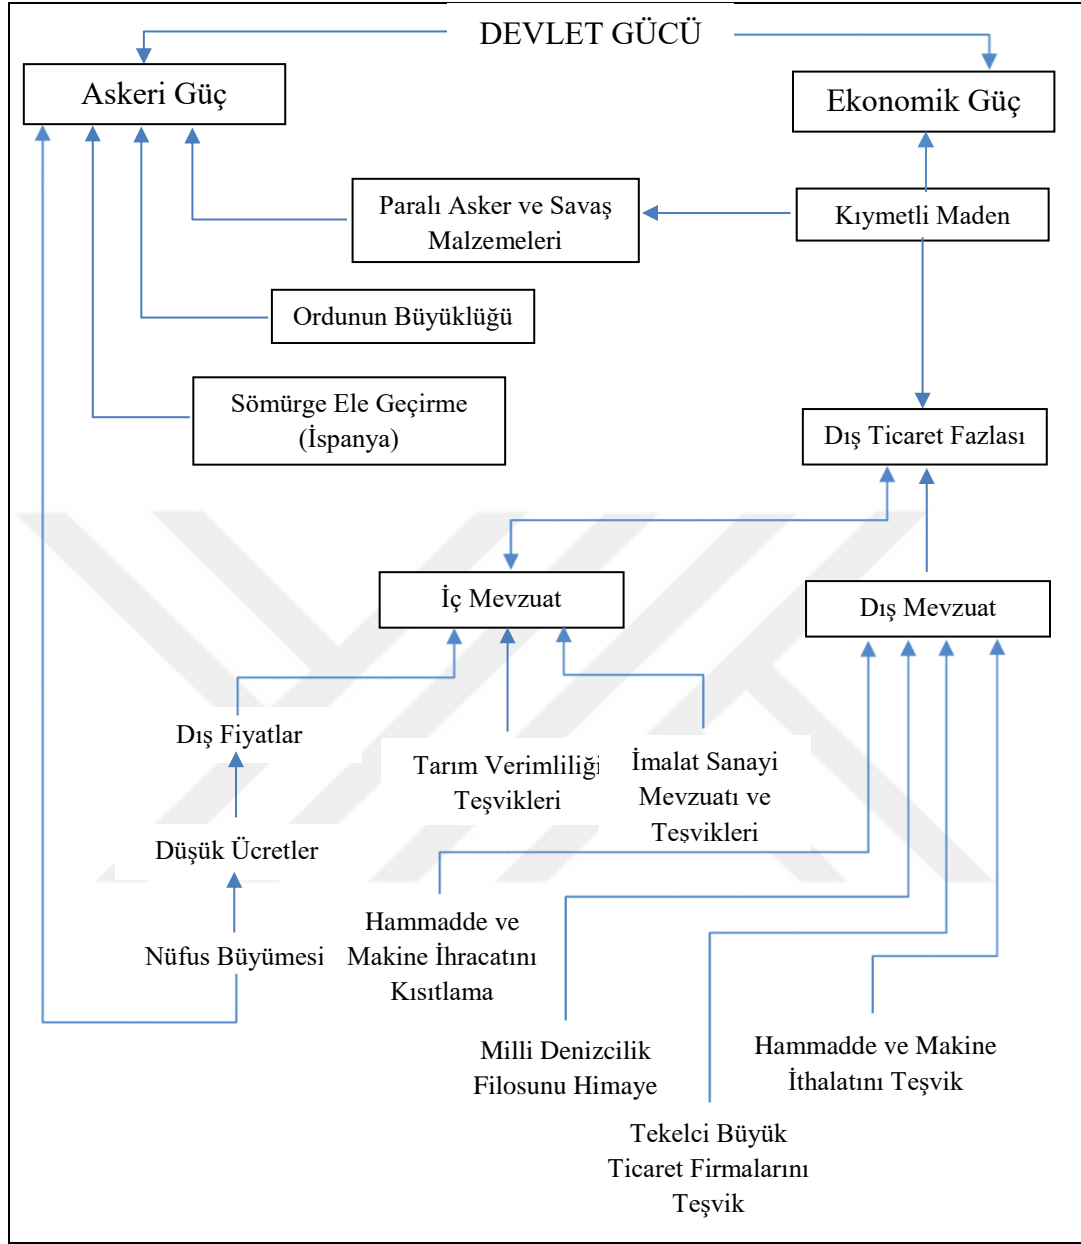 DEVLET GÜCÜ
Askeri Güç
Ekonomik Güç
Paralı Asker ve Savaş
Malzemeleri
Kıymetli Maden
Ordunun Büyüklüğü
Sömürge Ele Geçirme
(İspanya)
Dış Ticaret Fazlası
İç Mevzuat
Dış Mevzuat
Dış Fiyatlar
Tarım Verimliliği
Teşvikleri
İmalat Sanayi
Mevzuatı ve
Teşvikleri
Düşük Ücretler
Nüfus Büyümesi
Hammadde ve
Makine İhracatını
Kısıtlama
Milli Denizcilik
Filosunu Himaye
Hammadde ve Makine
İthalatını Teşvik
Tekelci Büyük
Ticaret Firmalarını
Teşvik